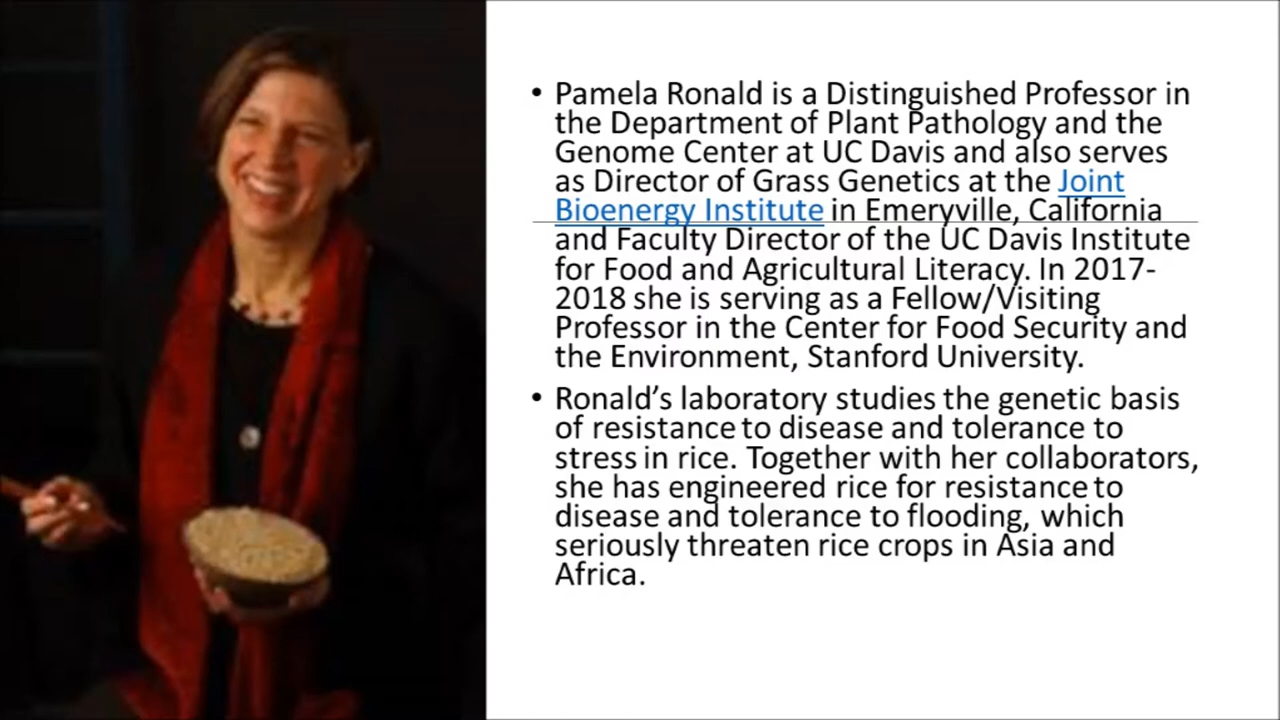 • Pamela Ronald is a Distinguished Professor in
the Department of Plant Pathology and the
Genome Center at UC Davis and also serves
as Director of Grass Genetics at the Joint
Bioenergy Institute in Emeryville, California
and Faculty Director of the UC Davis Institute
for Food and Agricultural Literacy. In 2017-
2018 she is serving as a Fellow/Visiting
Professor in the Center for Food Security and
the Environment, Stanford University.
• Ronald’s laboratory studies the genetic basis
of resistance to disease and tolerance to
stress in rice. Together with her collaborators,
she has engineered rice for resistance to
disease and tolerance to flooding, which
seriously threaten rice crops in Asia and
Africa.